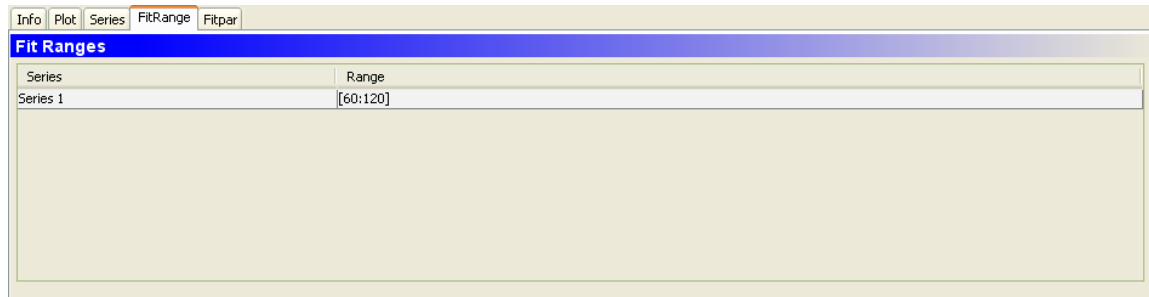 Info Plot Series FitRange Fitpar
Fit Ranges
Series Range
Series 1 [60:120]